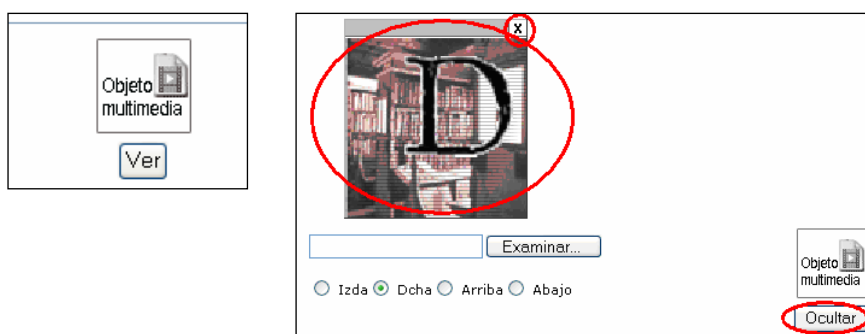 Objeto
multimedia
Ver
x
D
Examinar...
Izda Dcha Arriba Abajo
Objeto
multimedia
Ocultar